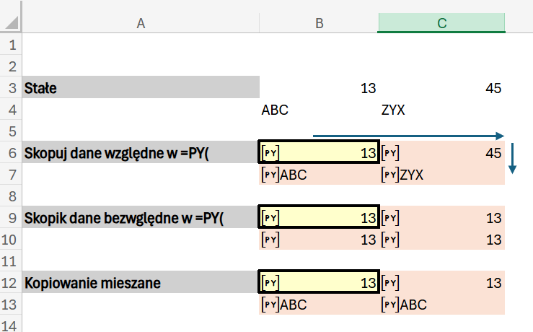 A B C
1
2
3 Stałe 13 45
4 ABC ZYX
5
6 Skopuj dane względne w =PY( [PY] 13 [PY] 45
7 [PY]ABC [PY]ZYX
8
9 Skopik dane bezwględne w =PY( [PY] 13 [PY] 13
10 [PY] 13 [PY] 13
11
12 Kopiowanie mieszane [PY] 13 [PY] 13
13 [PY]ABC [PY]ABC
14